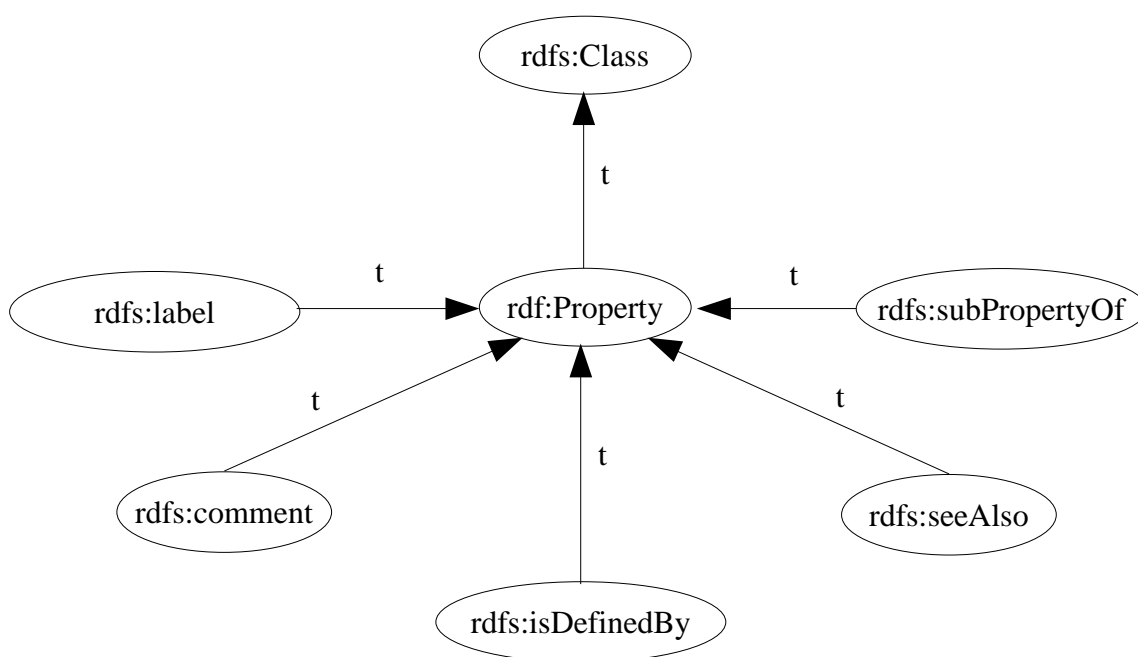 rdfs:Class
t
t
t
rdfs:label
rdf:Property
rdfs:subPropertyOf
t
t
t
rdfs:comment
rdfs:seeAlso
rdfs:isDefinedBy